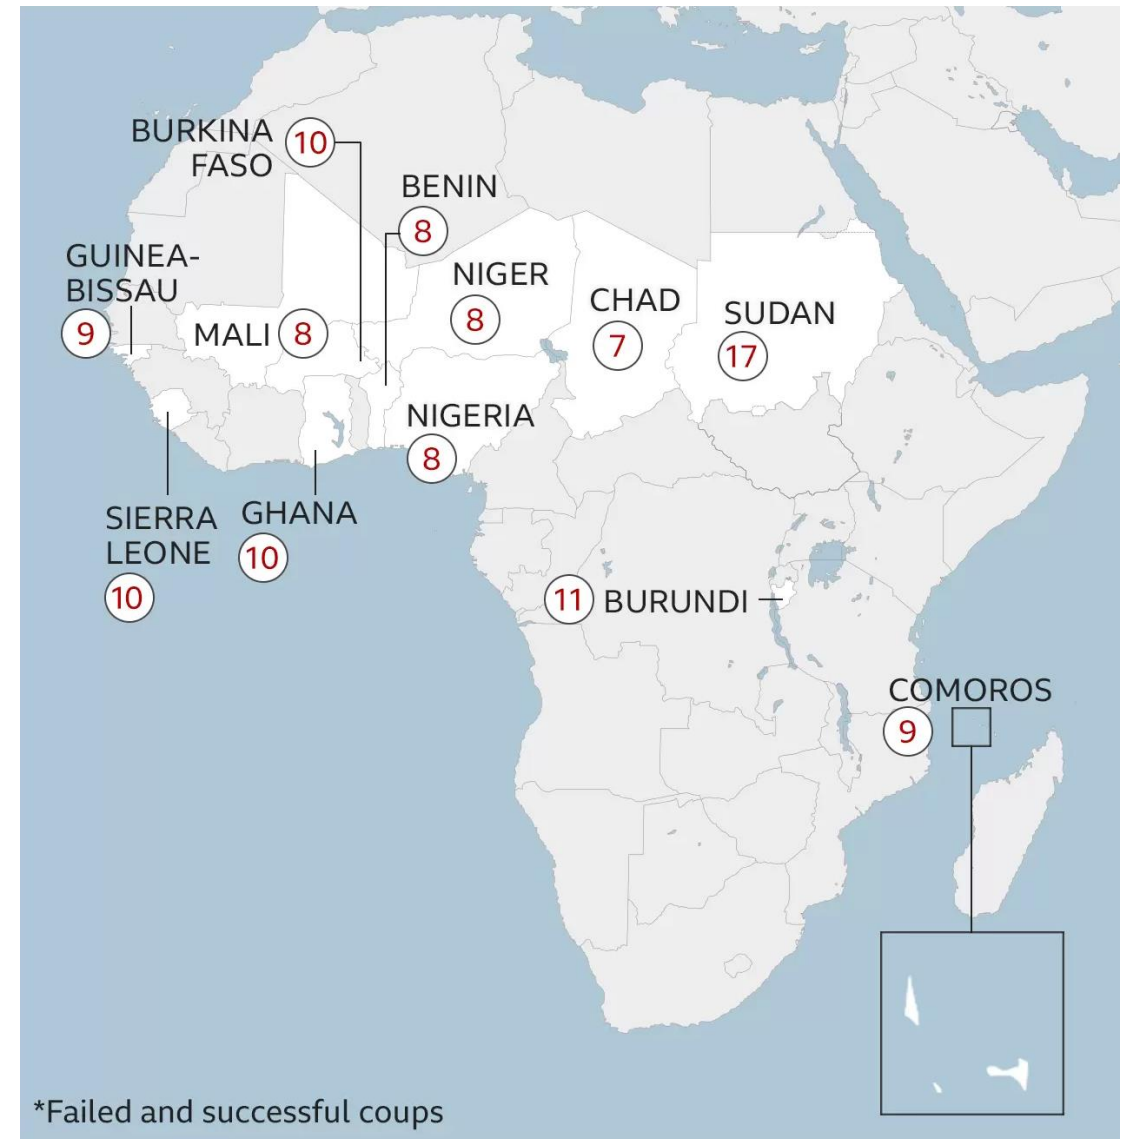 BURKINA
FASO
10
BENIN
8
GUINEA-
BISSAU
9
NIGER
8
CHAD
7
SUDAN
17
MALI
8
NIGERIA
8
SIERRA
LEONE
10
GHANA
10
11
BURUNDI
COMOROS
9
*Failed and successful coups